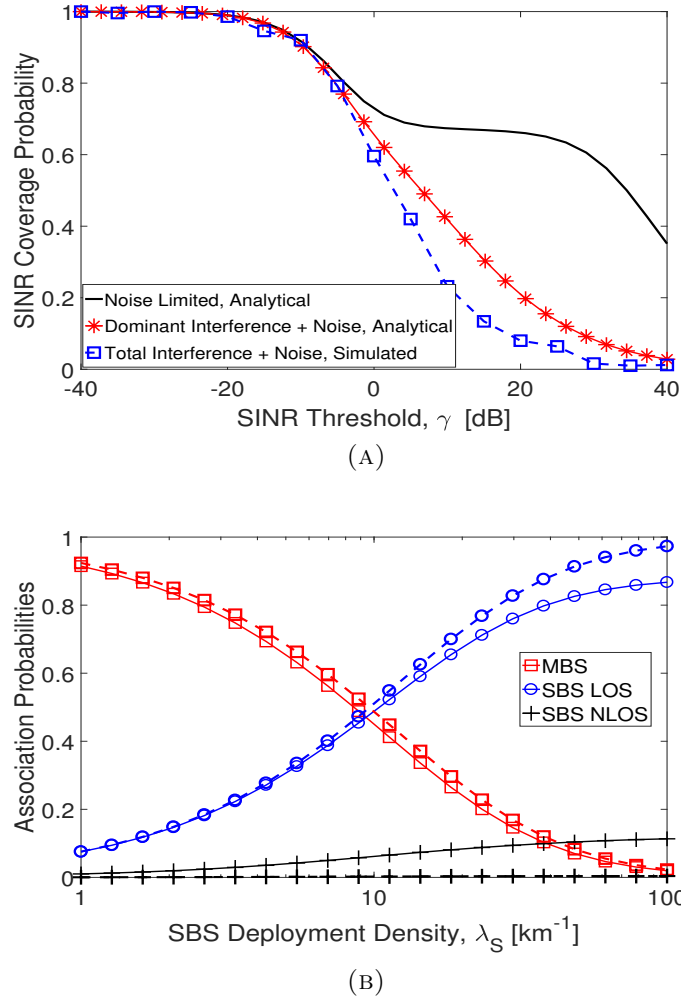 1
0.8
0.6
0.4
0.2
0
SINR Coverage Probability
Noise Limited, Analytical
Dominant Interference + Noise, Analytical
Total Interference + Noise, Simulated
-40 -20 0 20 40
SINR Threshold, γ [dB]
(A)
1
0.8
0.6
0.4
0.2
0
Association Probabilities
MBS
SBS LOS
SBS NLOS
1 10 100
SBS Deployment Density, λ_S [km⁻¹]
(B)